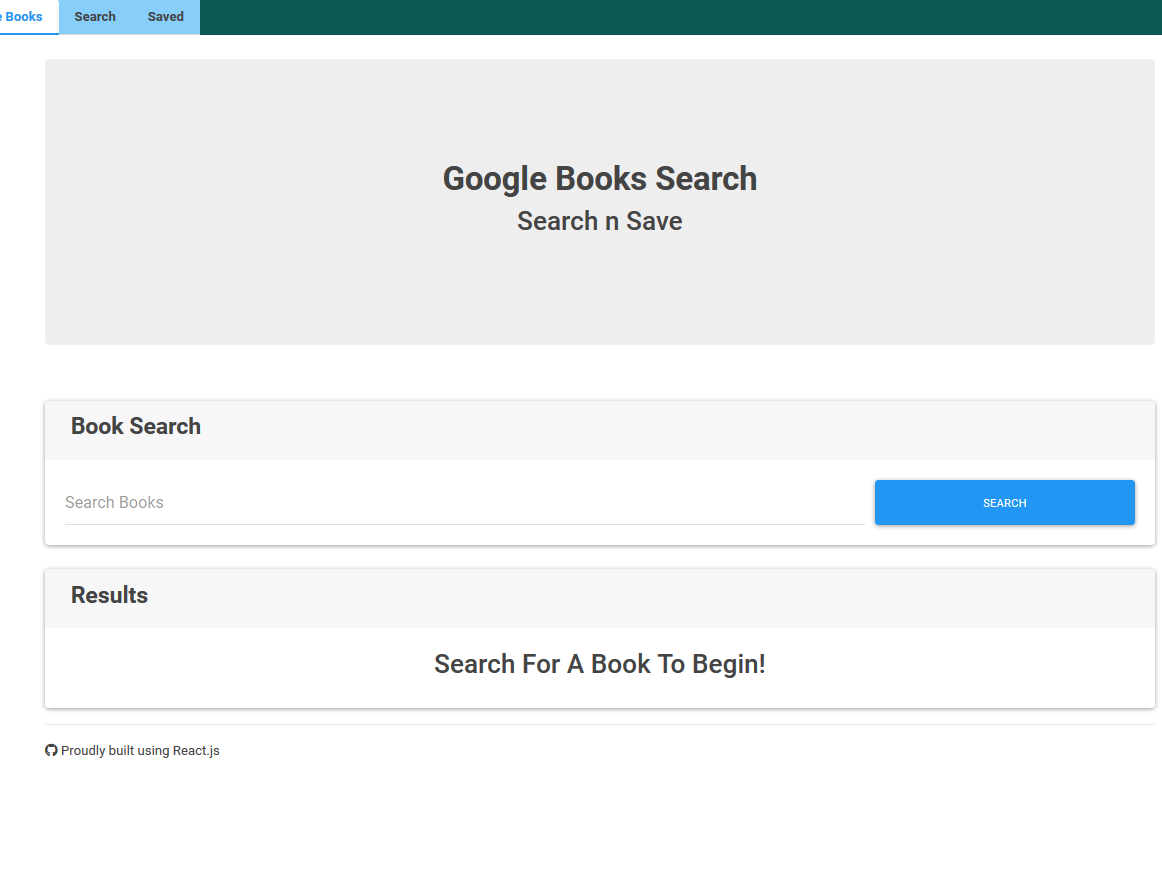 e Books Search Saved
Google Books Search
Search n Save
Book Search
Search Books
SEARCH
Results
Search For A Book To Begin!
Proudly built using React.js